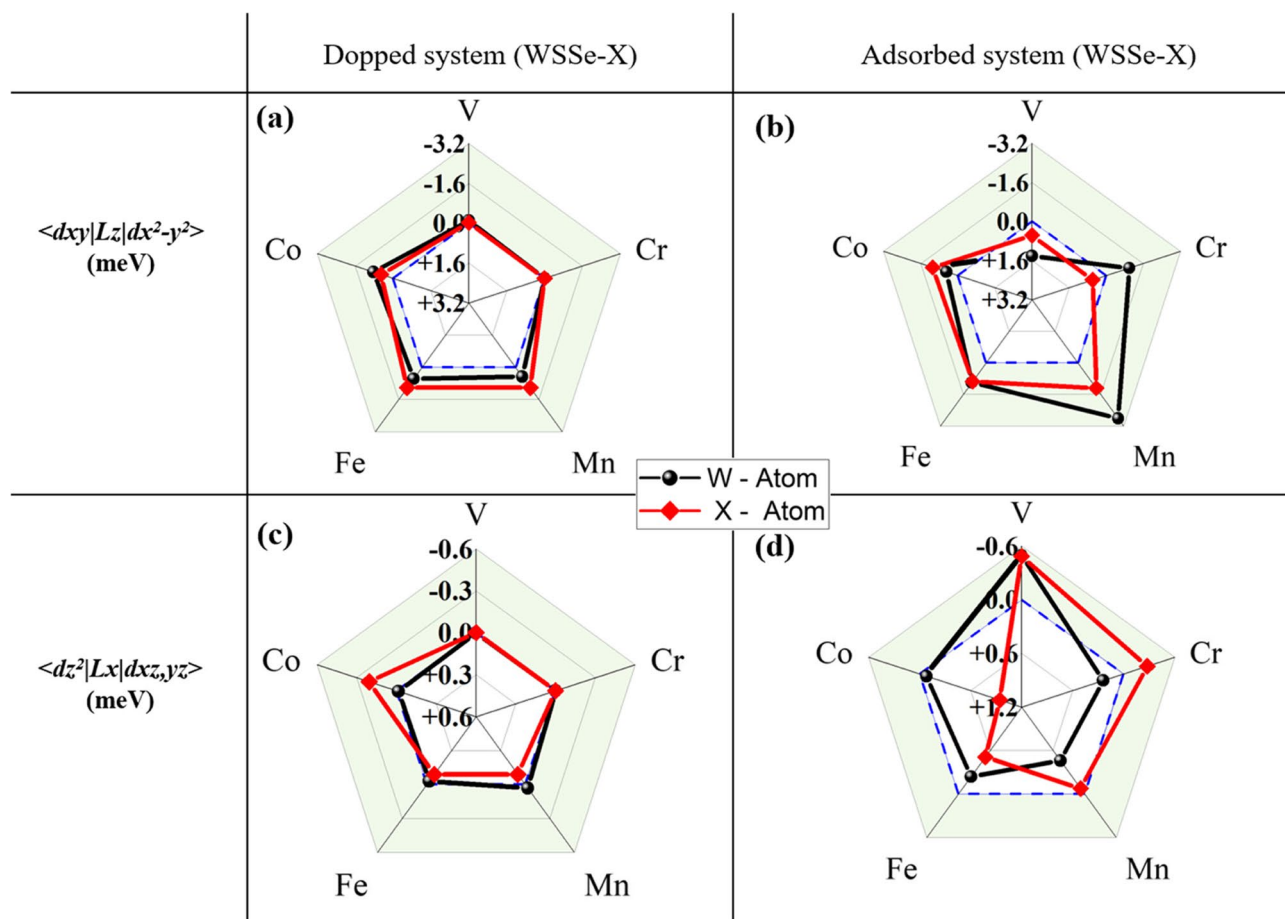 Dopped system (WSSe-X)
Adsorbed system (WSSe-X)
<dxy|Lz|dx²-y²>
(meV)
(a)
V
-3.2
-1.6
0.0
+1.6
+3.2
Co
Cr
Fe
Mn
(b)
V
-3.2
-1.6
0.0
+1.6
+3.2
Co
Cr
Fe
Mn
W - Atom
X - Atom
<dz²|Lx|dxz,yz>
(meV)
(c)
V
-0.6
-0.3
0.0
+0.3
+0.6
Co
Cr
Fe
Mn
(d)
V
-0.6
0.0
+0.6
+1.2
Co
Cr
Fe
Mn